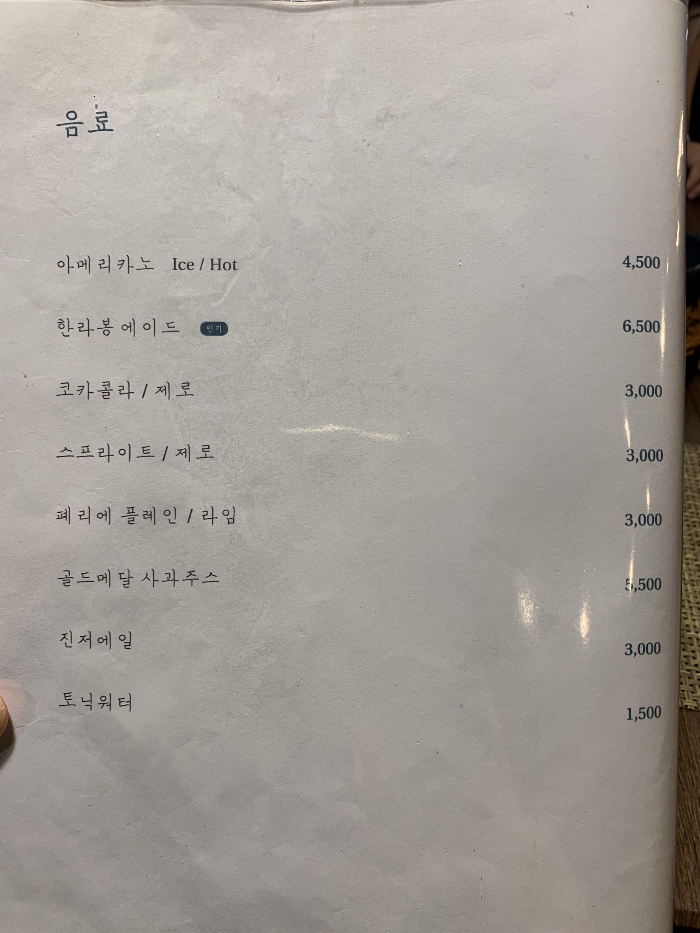 음료
아메리카노 Ice / Hot 4,500
한라봉에이드 인기 6,500
코카콜라 / 제로 3,000
스프라이트 / 제로 3,000
페리에 플레인 / 라임 3,000
골드메달 사과주스 5,500
진저에일 3,000
토닉워터 1,500